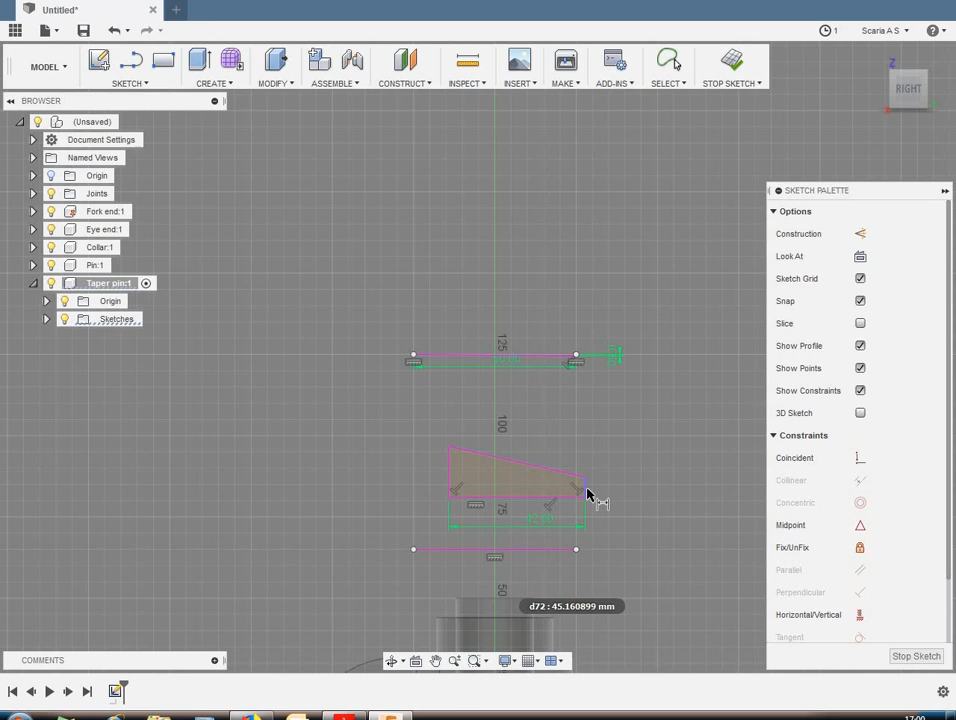 Untitled*
1
Scaria A S
MODEL
SKETCH
CREATE
MODIFY
ASSEMBLE
CONSTRUCT
INSPECT
INSERT
MAKE
ADD-INS
SELECT
STOP SKETCH
Z
RIGHT
BROWSER
(Unsaved)
Document Settings
Named Views
Origin
Joints
Fork end:1
Eye end:1
Collar:1
Pin:1
Taper pin:1
Origin
Sketches
SKETCH PALETTE
Options
Construction
Look At
Sketch Grid
Snap
Slice
Show Profile
Show Points
Show Constraints
3D Sketch
Constraints
Coincident
Collinear
Concentric
Midpoint
Fix/UnFix
Parallel
Perpendicular
Horizontal/Vertical
Tangent
Stop Sketch
125
100
75
50
d72 : 45.160899 mm
COMMENTS
17:00